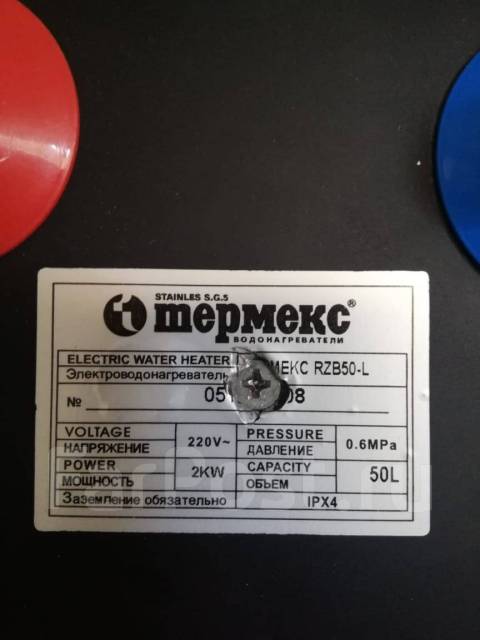 STAINLES S.G.5
термекс®
ВОДОНАГРЕВАТЕЛИ
ELECTRIC WATER HEATER
Электроводонагреватель RZB50-L
№
VOLTAGE 220V~ PRESSURE 0.6MPa
НАПРЯЖЕНИЕ ДАВЛЕНИЕ
POWER 2KW CAPACITY 50L
МОЩНОСТЬ ОБЪЕМ
Заземление обязательно IPX4